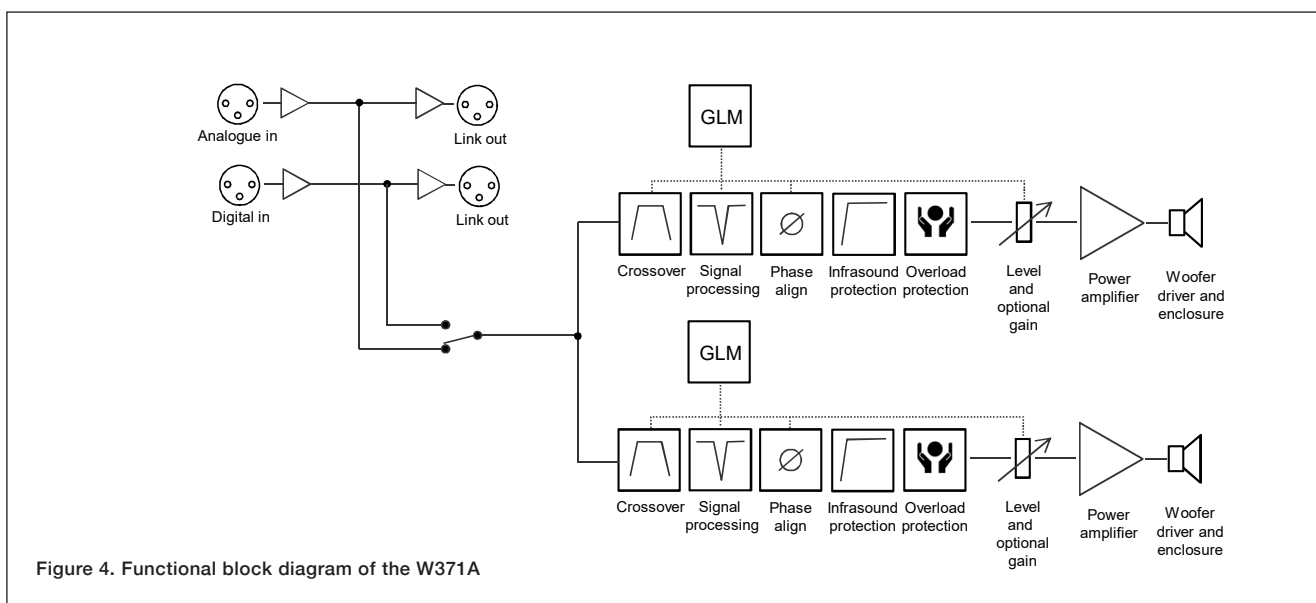 Analogue in
Link out
Digital in
Link out
GLM
Crossover
Signal
processing
Phase
align
Infrasound
protection
Overload
protection
Level
and
optional
gain
Power
amplifier
Woofer
driver and
enclosure
GLM
Crossover
Signal
processing
Phase
align
Infrasound
protection
Overload
protection
Level
and
optional
gain
Power
amplifier
Woofer
driver and
enclosure
Figure 4. Functional block diagram of the W371A